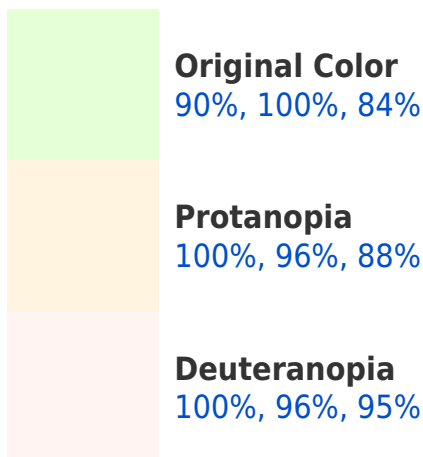 Original Color
90%, 100%, 84%
Protanopia
100%, 96%, 88%
Deuteranopia
100%, 96%, 95%